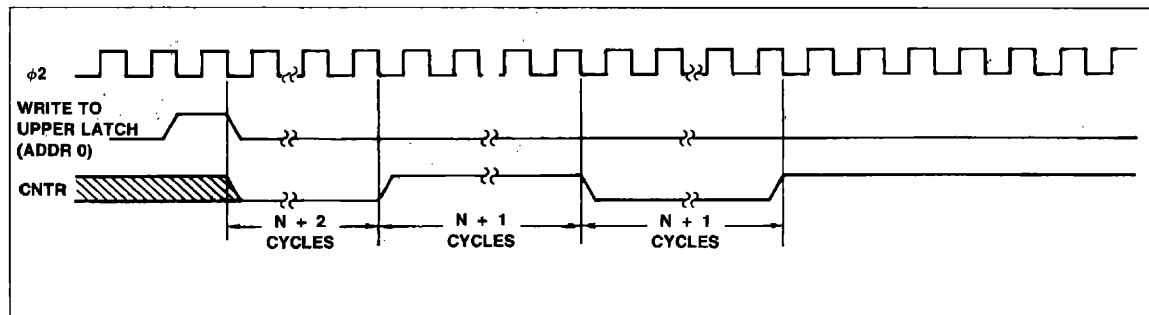 φ2
WRITE TO
UPPER LATCH
(ADDR 0)
CNTR
N + 2
CYCLES
N + 1
CYCLES
N + 1
CYCLES